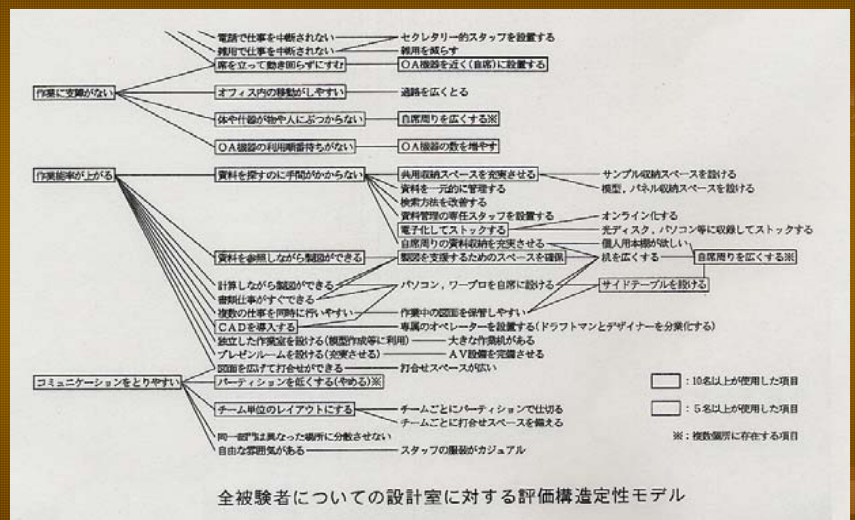 電話で仕事を中断されない セクレタリー的スタッフを設置する
雑用で仕事を中断されない 雑用を減らす
席を立って動き回らずにすむ OA機器を近く(自席)に設置する
作業に支障がない オフィス内の移動がしやすい 通路を広くとる
体や什器が物や人にぶつからない 自席周りを広くする※
OA機器の利用順番待ちがない OA機器の数を増やす
作業能率が上がる 資料を探すのに手間がかからない 共用収納スペースを充実させる サンプル収納スペースを設ける
資料を一元的に管理する 模型，パネル収納スペースを設ける
検索方法を改善する
資料管理の専任スタッフを設置する オンライン化する
電子化してストックする 光ディスク，パソコン等に収録してストックする
自席周りの資料収納を充実させる 個人用本棚が欲しい
資料を参照しながら製図ができる 製図を支援するためのスペースを確保 机を広くする 自席周りを広くする※
計算しながら製図ができる パソコン，ワープロを自席に設ける サイドテーブルを設ける
書類仕事がすぐできる
複数の仕事を同時に行いやすい 作業中の図面を保管しやすい
CADを導入する 専属のオペレーターを設置する(ドラフトマンとデザイナーを分業化する)
独立した作業室を設ける(模型作成等に利用) 大きな作業机がある
プレゼンルームを設ける(充実させる) AV設備を完備させる
図面を広げて打合せができる 打合せスペースが広い
コミュニケーションをとりやすい パーティションを低くする(やめる)※ ：10名以上が使用した項目
チーム単位のレイアウトにする チームごとにパーティションで仕切る ：5名以上が使用した項目
チームごとに打合せスペースを備える
同一部門は異なった場所に分散させない ※：複数個所に存在する項目
自由な雰囲気がある スタッフの服装がカジュアル
全被験者についての設計室に対する評価構造定性モデル